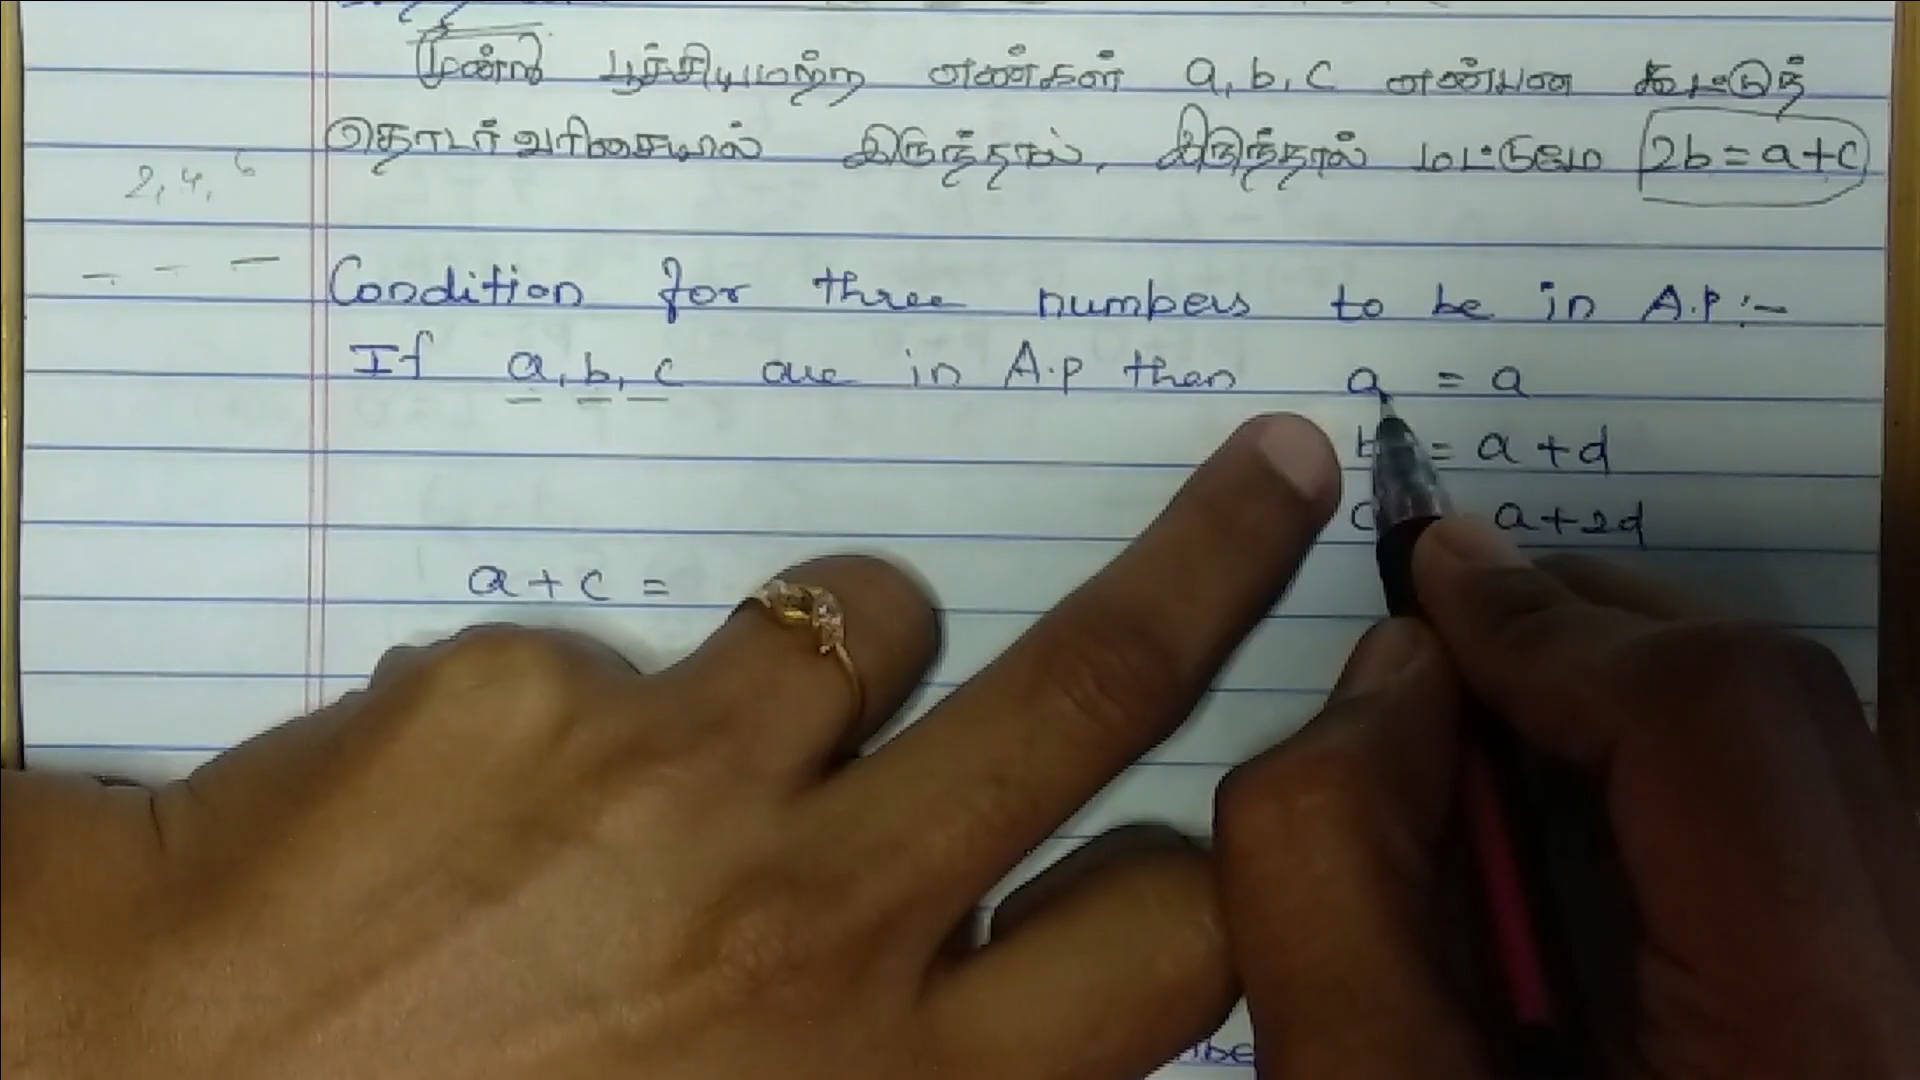 மூன்று பூச்சியமற்ற எண்கள் a, b, c என்பன கூட்டுத்
தொடர் வரிசையில் இருந்தால், இருந்தால் மட்டுமே 2b = a+c
2, 4, 6
Condition for three numbers to be in A.P :-
If a, b, c are in A.p than a = a
b = a + d
c a + 2d
a + c =